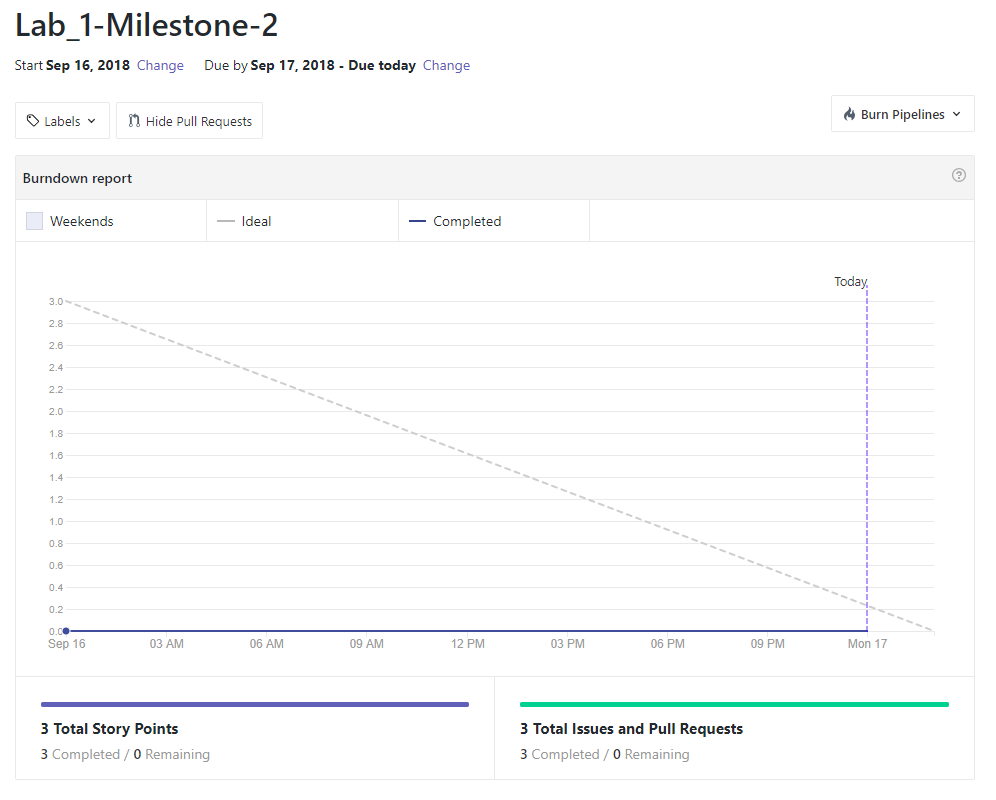 Lab_1-Milestone-2
Start Sep 16, 2018 Change Due by Sep 17, 2018 - Due today Change
Labels Hide Pull Requests Burn Pipelines
Burndown report
Weekends Ideal Completed
Today
3.0
2.8
2.6
2.4
2.2
2.0
1.8
1.6
1.4
1.2
1.0
0.8
0.6
0.4
0.2
0.0
Sep 16 03 AM 06 AM 09 AM 12 PM 03 PM 06 PM 09 PM Mon 17
3 Total Story Points
3 Completed / 0 Remaining
3 Total Issues and Pull Requests
3 Completed / 0 Remaining